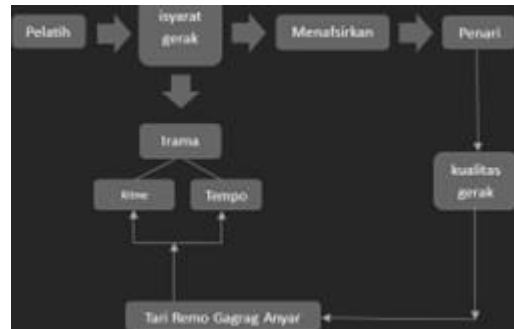 isyarat
Pelatih
gerak
Menafsirkan
Penari
Irama
Ritme
Tempo
kualitas
gerak
Tari Remo Gagrag Anyar